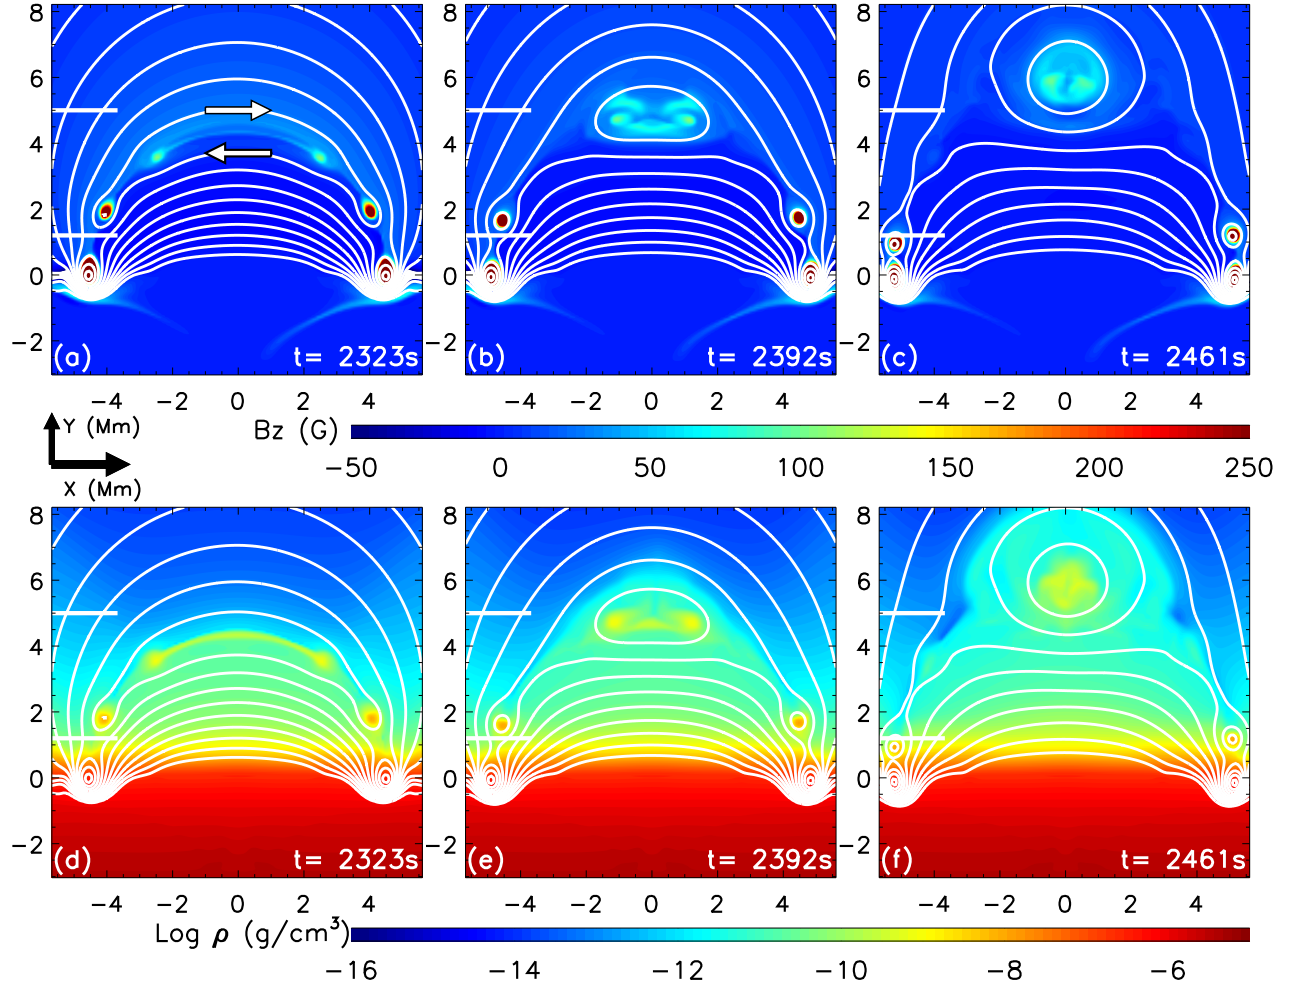 8 6 4 2 0 −2
(a) t= 2323s
(b) t= 2392s
8 6 4 2 0 −2
(c) t= 2461s
8 6 4 2 0 −2
−4 −2 0 2 4
−4 −2 0 2 4
−4 −2 0 2 4
Y (Mm)
X (Mm)
Bz (G)
−50 0 50 100 150 200 250
8 6 4 2 0 −2
(d) t= 2323s
8 6 4 2 0 −2
(e) t= 2392s
8 6 4 2 0 −2
(f) t= 2461s
−4 −2 0 2 4
−4 −2 0 2 4
−4 −2 0 2 4
Log ρ (g/cm³)
−16 −14 −12 −10 −8 −6